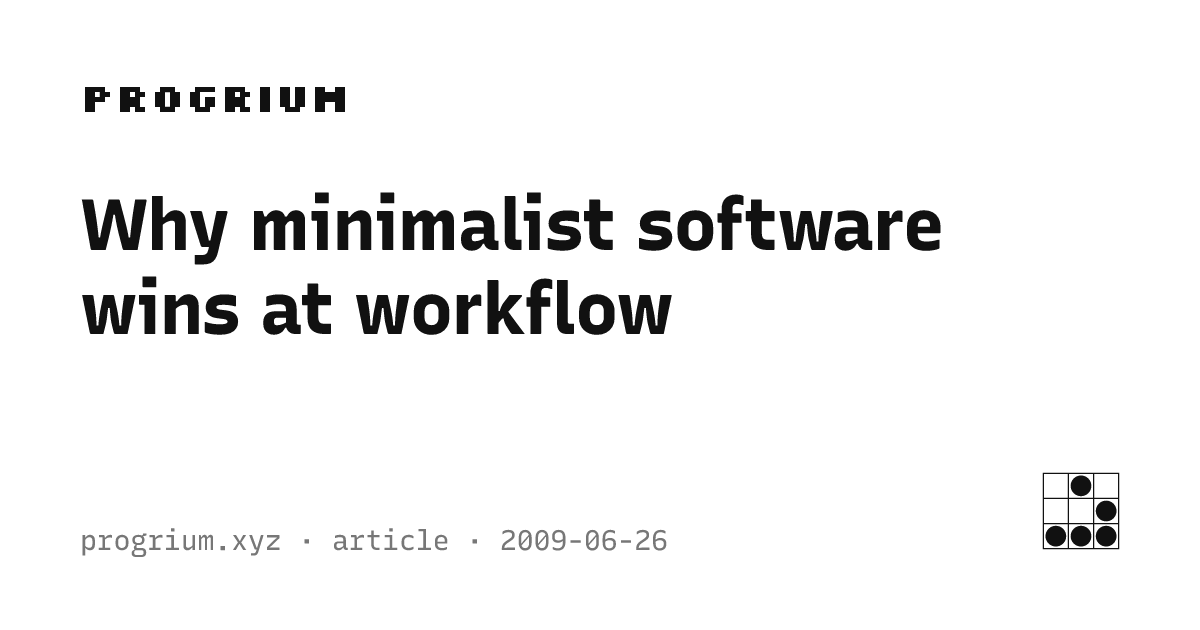 PROGRIUM
Why minimalist software
wins at workflow
progrium.xyz · article · 2009-06-26